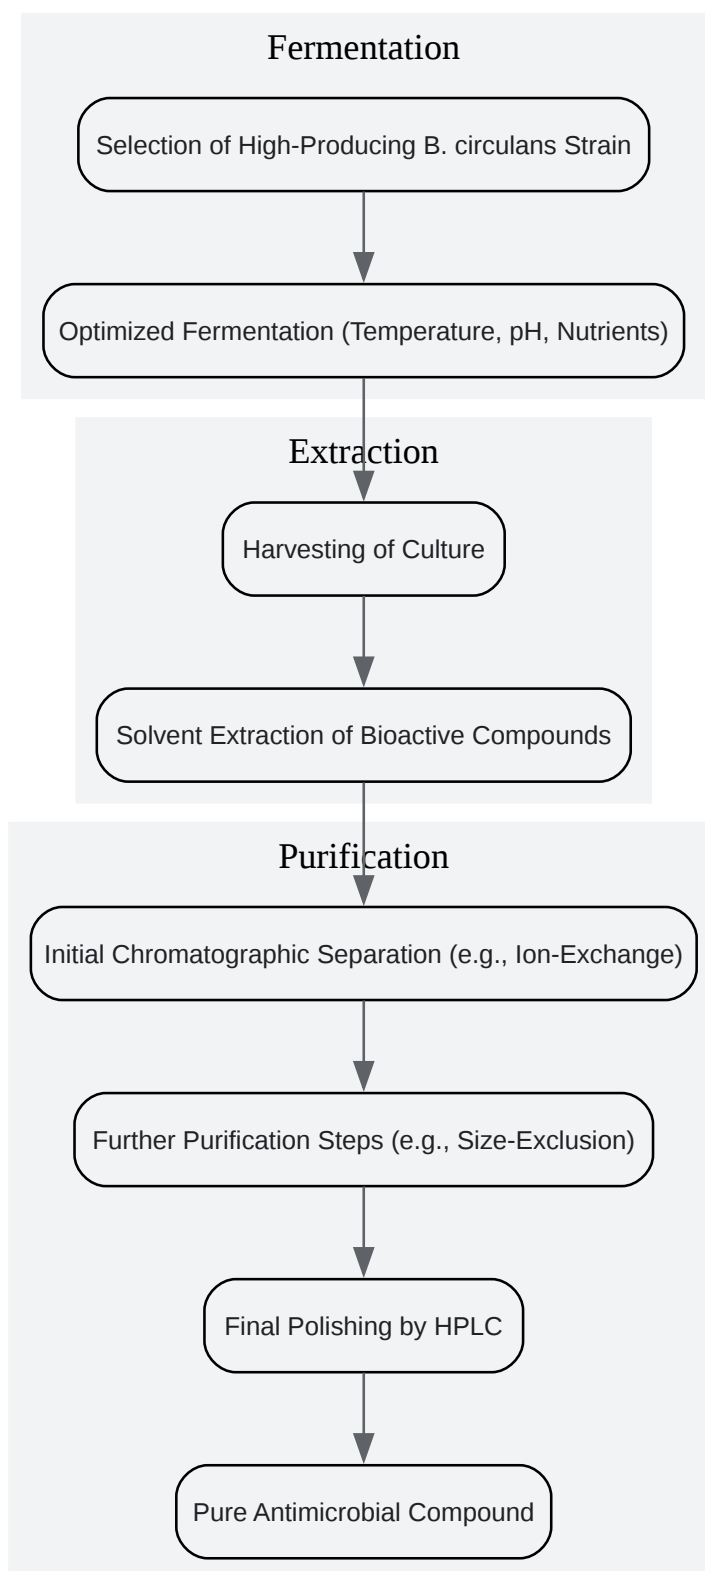 Fermentation
Selection of High-Producing B. circulans Strain
Optimized Fermentation (Temperature, pH, Nutrients)
Extraction
Harvesting of Culture
Solvent Extraction of Bioactive Compounds
Purification
Initial Chromatographic Separation (e.g., Ion-Exchange)
Further Purification Steps (e.g., Size-Exclusion)
Final Polishing by HPLC
Pure Antimicrobial Compound